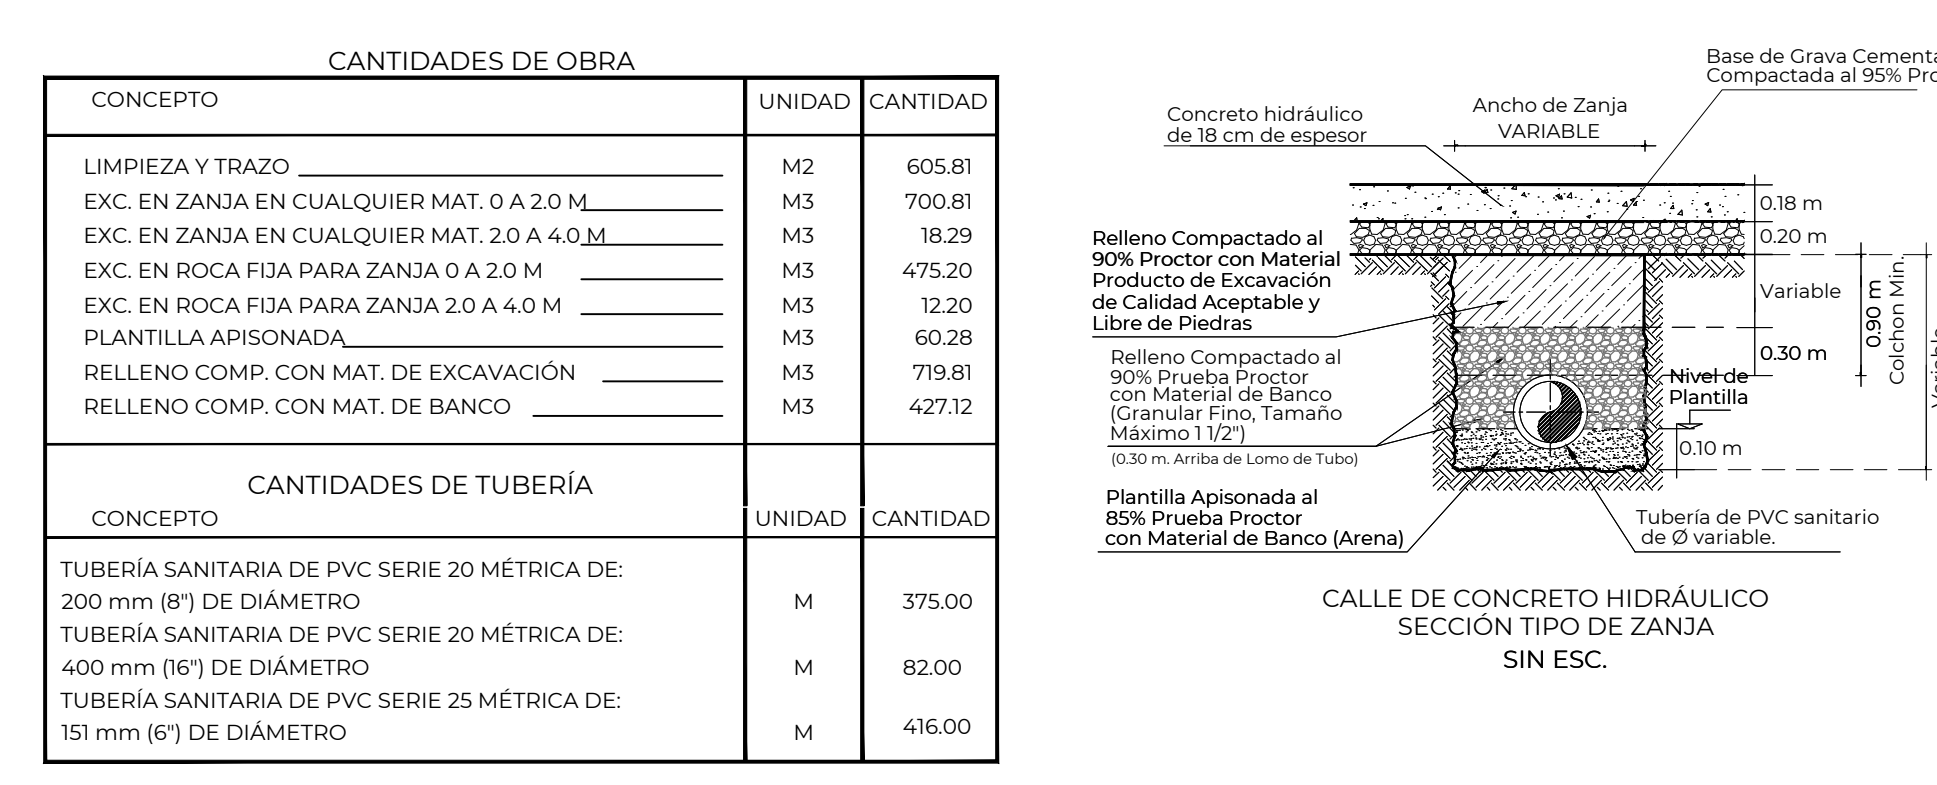 CANTIDADES DE OBRA
CONCEPTO UNIDAD CANTIDAD
LIMPIEZA Y TRAZO M2 605.81
EXC. EN ZANJA EN CUALQUIER MAT. 0 A 2.0 M M3 700.81
EXC. EN ZANJA EN CUALQUIER MAT. 2.0 A 4.0 M M3 18.29
EXC. EN ROCA FIJA PARA ZANJA 0 A 2.0 M M3 475.20
EXC. EN ROCA FIJA PARA ZANJA 2.0 A 4.0 M M3 12.20
PLANTILLA APISONADA M3 60.28
RELLENO COMP. CON MAT. DE EXCAVACIÓN M3 719.81
RELLENO COMP. CON MAT. DE BANCO M3 427.12
CANTIDADES DE TUBERÍA
CONCEPTO UNIDAD CANTIDAD
TUBERÍA SANITARIA DE PVC SERIE 20 MÉTRICA DE:
200 mm (8") DE DIÁMETRO M 375.00
TUBERÍA SANITARIA DE PVC SERIE 20 MÉTRICA DE:
400 mm (16") DE DIÁMETRO M 82.00
TUBERÍA SANITARIA DE PVC SERIE 25 MÉTRICA DE:
151 mm (6") DE DIÁMETRO M 416.00
Base de Grava
Compactada al 95%
Concreto hidráulico
de 18 cm de espesor
Ancho de Zanja
VARIABLE
0.18 m
0.20 m
Variable
0.30 m
0.90 m
Colchon Min.
Nivel de
Plantilla
0.10 m
Relleno Compactado al
90% Proctor con Material
Producto de Excavación
de Calidad Aceptable y
Libre de Piedras
Relleno Compactado al
90% Prueba Proctor
con Material de Banco
(Granular Fino, Tamaño
Máximo 1 1/2")
(0.30 m. Arriba de Lomo de Tubo)
Plantilla Apisonada al
85% Prueba Proctor
con Material de Banco (Arena)
Tubería de PVC sanitario
de Ø variable.
CALLE DE CONCRETO HIDRÁULICO
SECCIÓN TIPO DE ZANJA
SIN ESC.